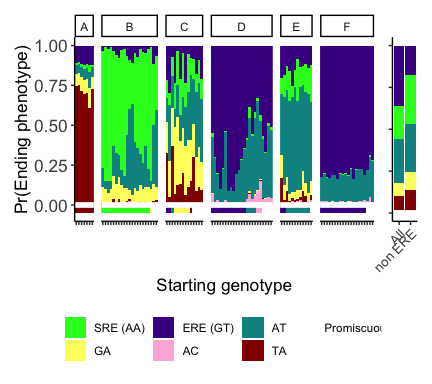 A B C D E F
Pr(Ending phenotype)
1.00
0.75
0.50
0.25
0.00
All
non ERE
Starting genotype
SRE (AA) ERE (GT) AT Promiscuo
GA AC TA